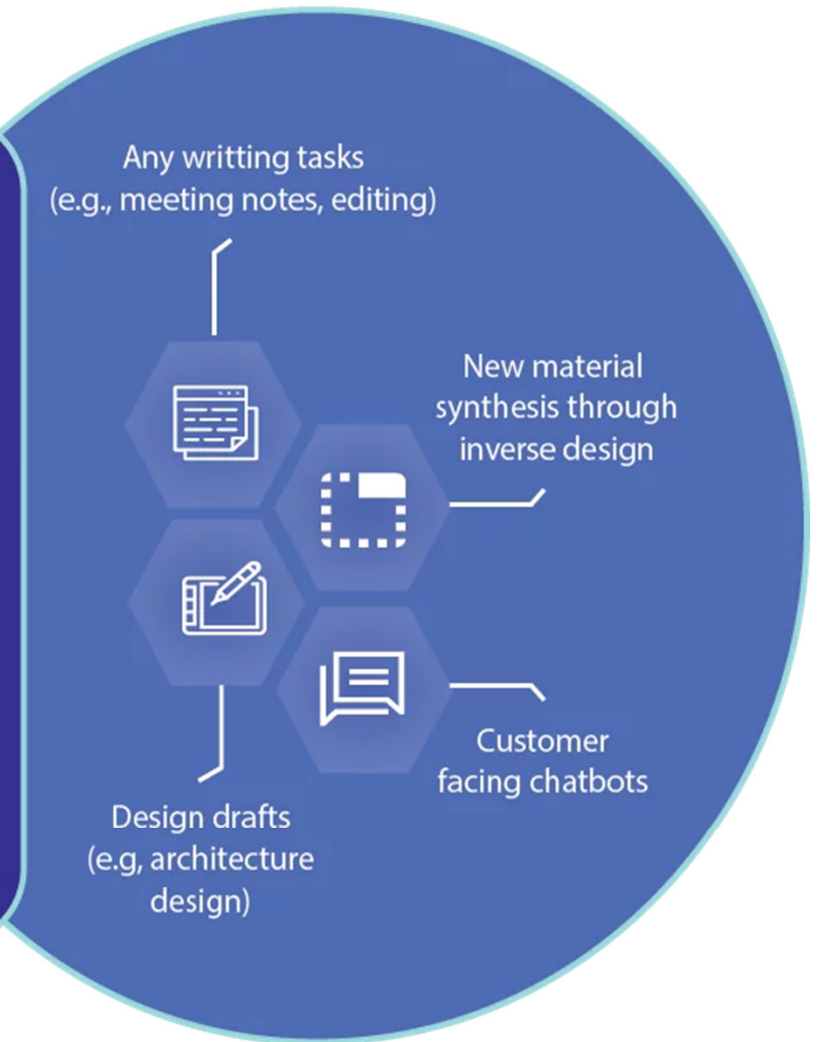 Any writting tasks
(e.g., meeting notes, editing)
New material
synthesis through
inverse design
Customer
facing chatbots
Design drafts
(e.g, architecture
design)